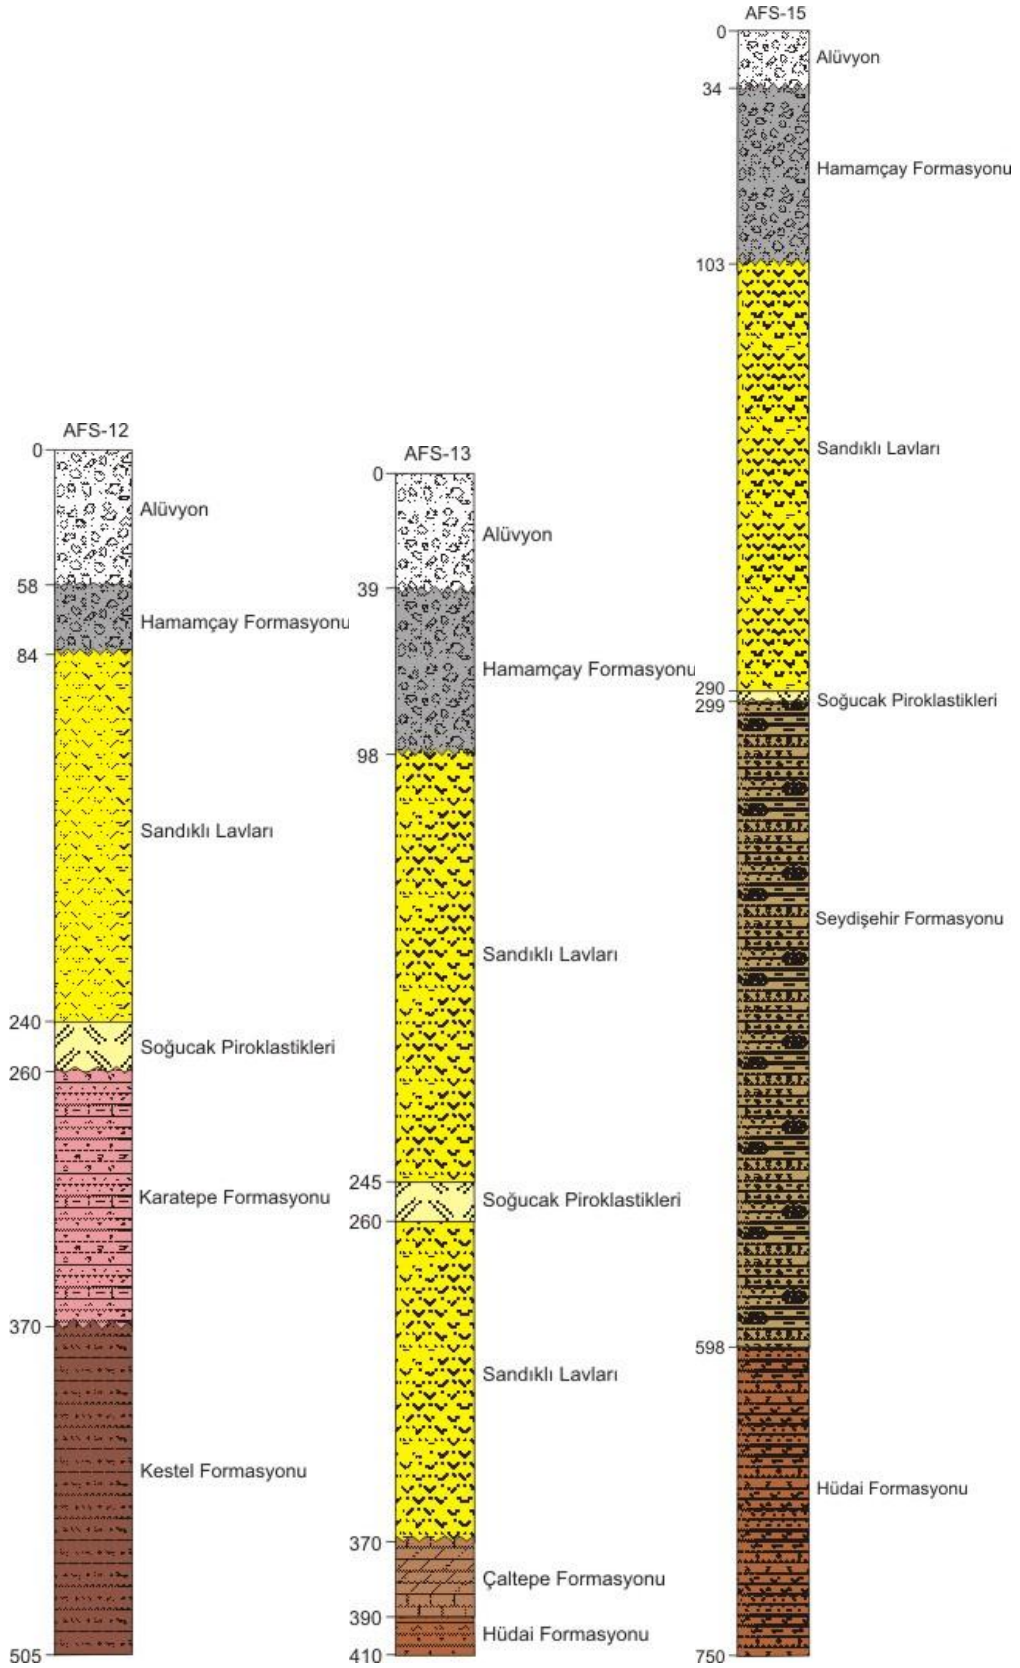 AFS-12
0
Alüvyon
58
Hamamçay Formasyonu
84
Sandıklı Lavları
240
Soğucak Piroklastikleri
260
Karatepe Formasyonu
370
Kestel Formasyonu
505
AFS-13
0
Alüvyon
39
Hamamçay Formasyonu
98
Sandıklı Lavları
245
Soğucak Piroklastikleri
260
Sandıklı Lavları
370
Çaltepe Formasyonu
390
Hüdai Formasyonu
410
AFS-15
0
Alüvyon
34
Hamamçay Formasyonu
103
Sandıklı Lavları
290
Soğucak Piroklastikleri
299
Seydişehir Formasyonu
598
Hüdai Formasyonu
750